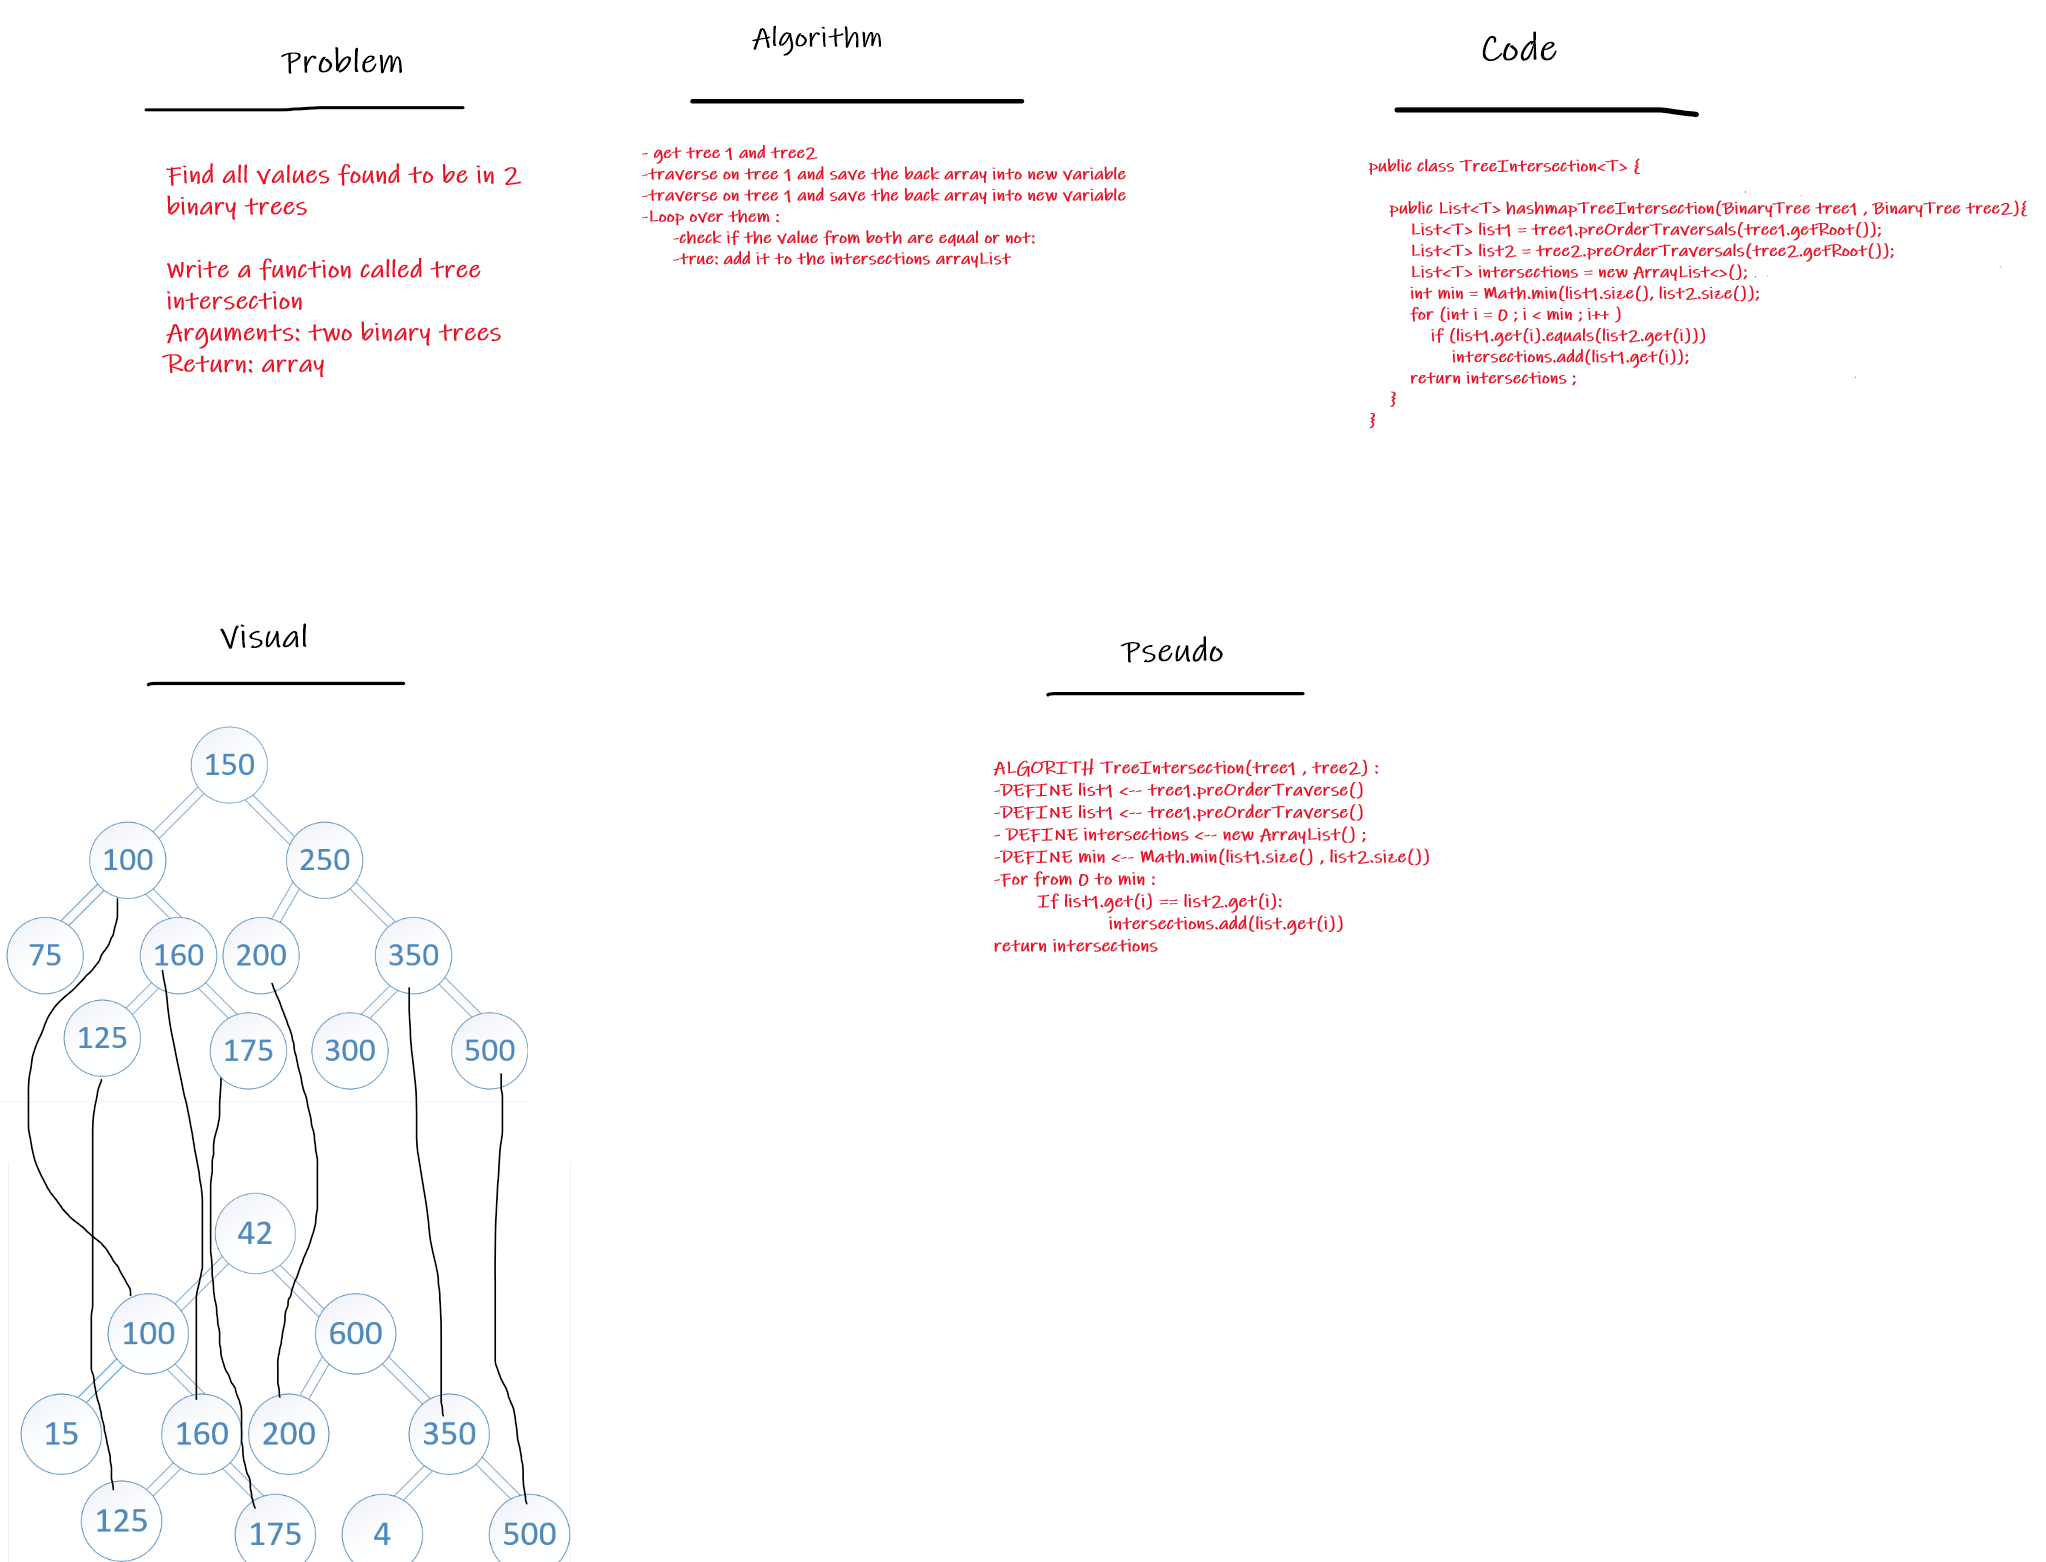 Problem
Find all values found to be in 2
binary trees
Write a function called tree
intersection
Arguments: two binary trees
Return: array
Algorithm
- get tree 1 and tree2
-traverse on tree 1 and save the back array into new variable
-traverse on tree 1 and save the back array into new variable
-Loop over them :
-check if the value from both are equal or not:
-true: add it to the intersections arrayList
Code
public class TreeIntersection<T> {
public List<T> hashmapTreeIntersection(BinaryTree tree1 , BinaryTree tree2){
List<T> list1 = tree1.preOrderTraversals(tree1.getRoot());
List<T> list2 = tree2.preOrderTraversals(tree2.getRoot());
List<T> intersections = new ArrayList<>();
int min = Math.min(list1.size(), list2.size());
for (int i = 0 ; i < min ; i++ )
if (list1.get(i).equals(list2.get(i)))
intersections.add(list1.get(i));
return intersections ;
}
}
Visual
150
100 250
75 160 200 350
125 175 300 500
42
100 600
15 160 200 350
125 175 4 500
Pseudo
ALGORITH TreeIntersection(tree1 , tree2) :
-DEFINE list1 <-- tree1.preOrderTraverse()
-DEFINE list1 <-- tree1.preOrderTraverse()
- DEFINE intersections <-- new ArrayList() ;
-DEFINE min <-- Math.min(list1.size() , list2.size())
-For from 0 to min :
If list1.get(i) == list2.get(i):
intersections.add(list.get(i))
return intersections